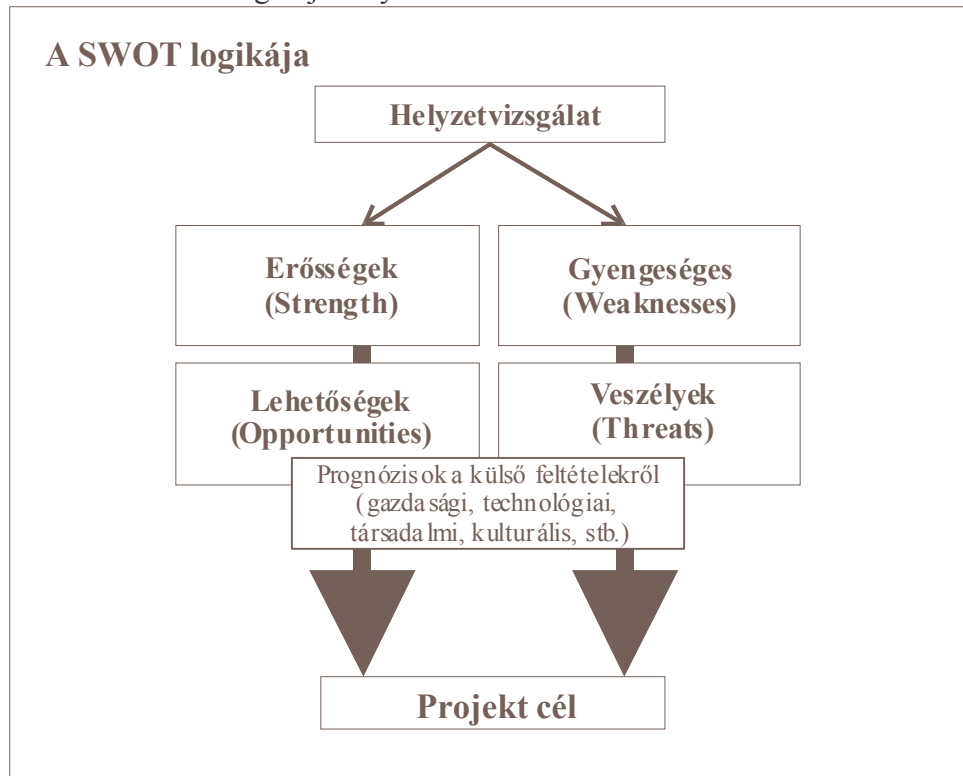 A SWOT logikája
Helyzetvizsgálat
Erősségek
(Strength)
Gyengeséges
(Weaknesses)
Lehetőségek
(Opportunities)
Veszélyek
(Threats)
Prognózisok a külső feltételekről
(gazdasági, technológiai,
társadalmi, kulturális, stb.)
Projekt cél